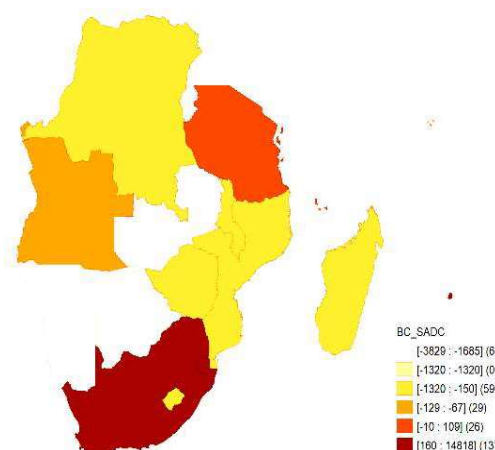 BC_SADC
[-3829 : -1685] (6
[-1320 : -1320] (0
[-1320 : -150] (59
[-129 : -67] (29)
[-10 : 109] (26)
[160 : 14818] (13